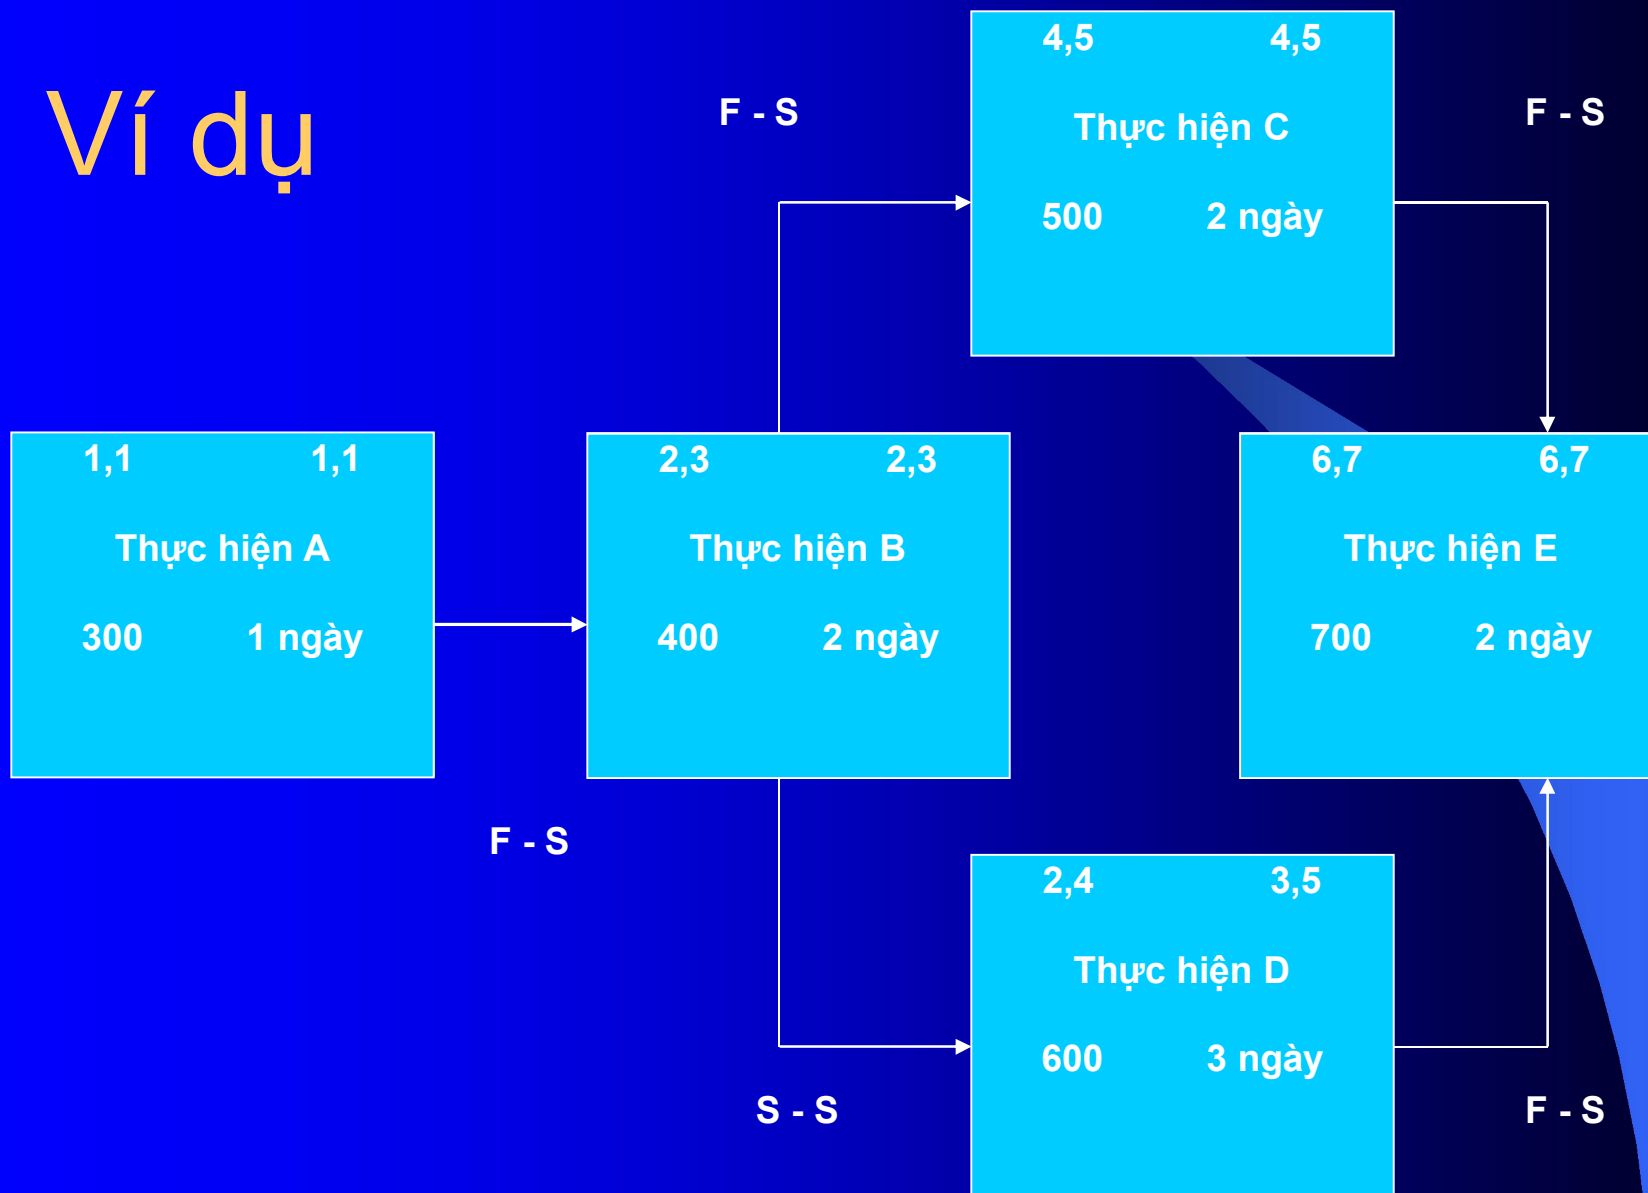 Ví dụ
F - S
4,5 4,5
Thực hiện C
500 2 ngày
F - S
1,1 1,1
Thực hiện A
300 1 ngày
F - S
2,3 2,3
Thực hiện B
400 2 ngày
6,7 6,7
Thực hiện E
700 2 ngày
S - S
2,4 3,5
Thực hiện D
600 3 ngày
F - S